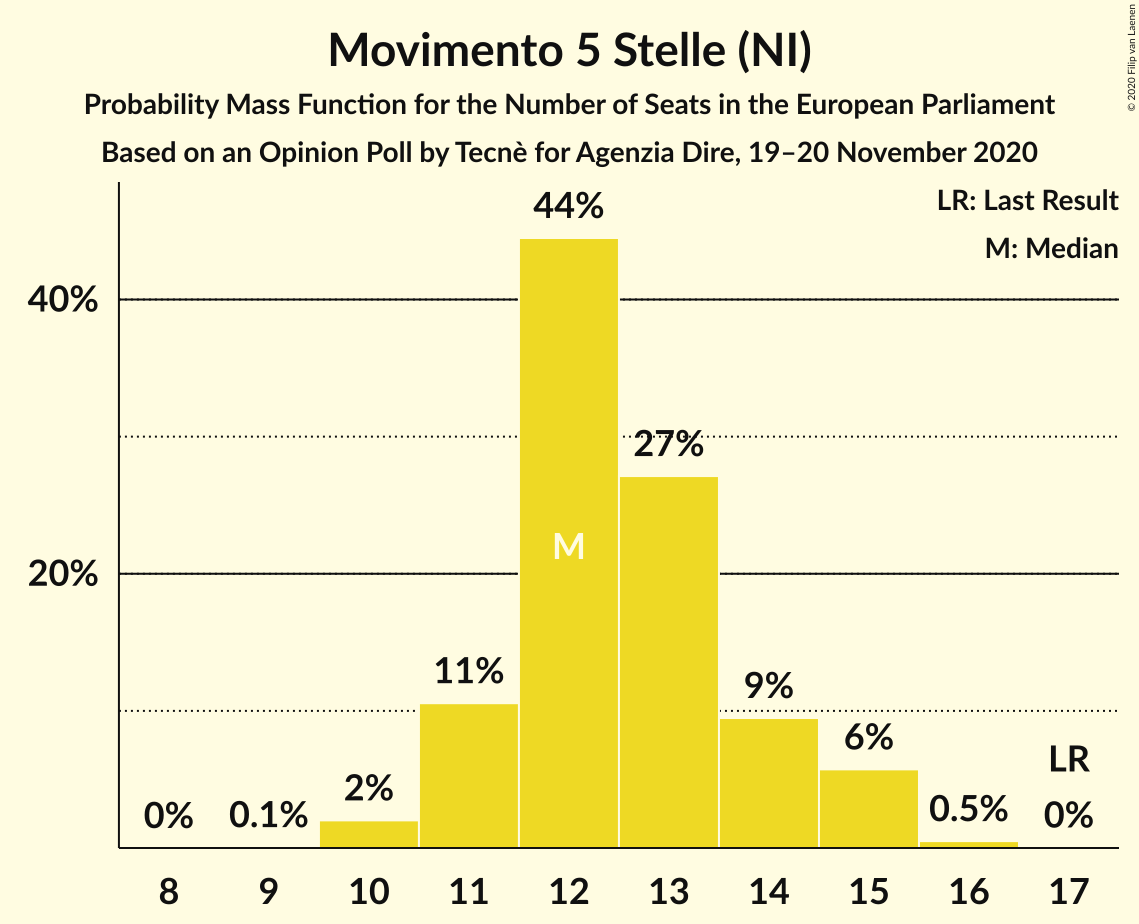 Movimento 5 Stelle (NI)
Probability Mass Function for the Number of Seats in the European Parliament
Based on an Opinion Poll by Tecnè for Agenzia Dire, 19–20 November 2020
© 2020 Filip van Laenen
LR: Last Result
M: Median
44%
40%
27%
M
20%
11%
9%
6%
LR
2%
0%
0.1%
0.5%
0%
8 9 10 11 12 13 14 15 16 17